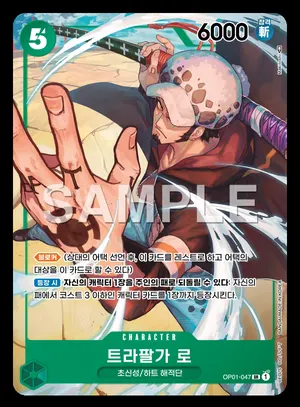 5
6000
참격
斬
SAMPLE
블로커 (상대의 어택 선언 후, 이 카드를 레스트로 하고 어택의
대상을 이 카드로 할 수 있다)
등장 시 자신의 캐릭터 1장을 주인의 패로 되돌릴 수 있다: 자신의
패에서 코스트 3 이하인 캐릭터 카드를 1장까지 등장시킨다.
CHARACTER
트라팔가 로
초신성/하트 해적단
OP01-047 SR 1